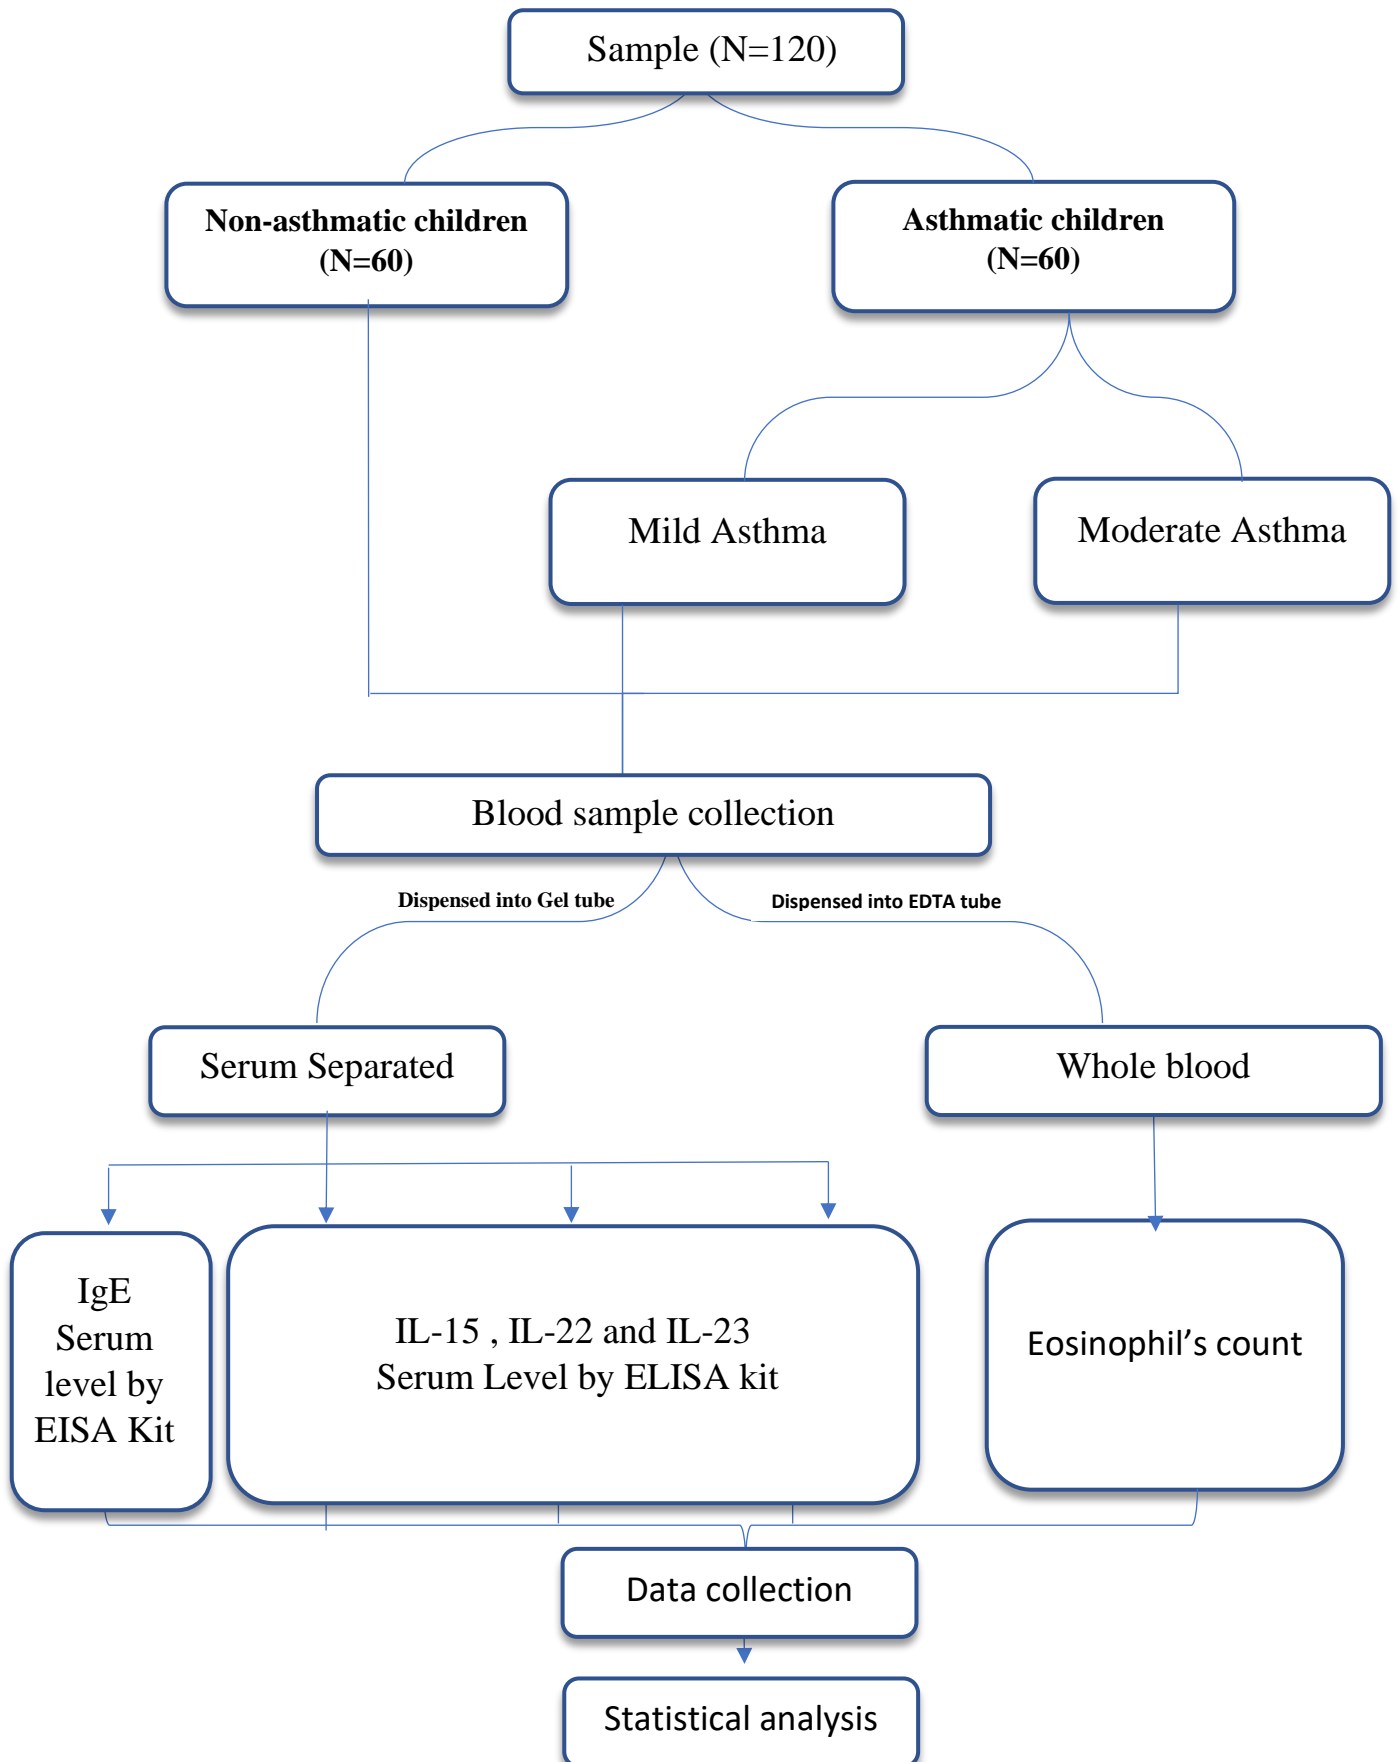 Sample (N=120)
Non-asthmatic children
(N=60)
Asthmatic children
(N=60)
Mild Asthma
Moderate Asthma
Blood sample collection
Dispensed into Gel tube
Dispensed into EDTA tube
Serum Separated
Whole blood
IgE
Serum
level by
EISA Kit
IL-15 , IL-22 and IL-23
Serum Level by ELISA kit
Eosinophil’s count
Data collection
Statistical analysis